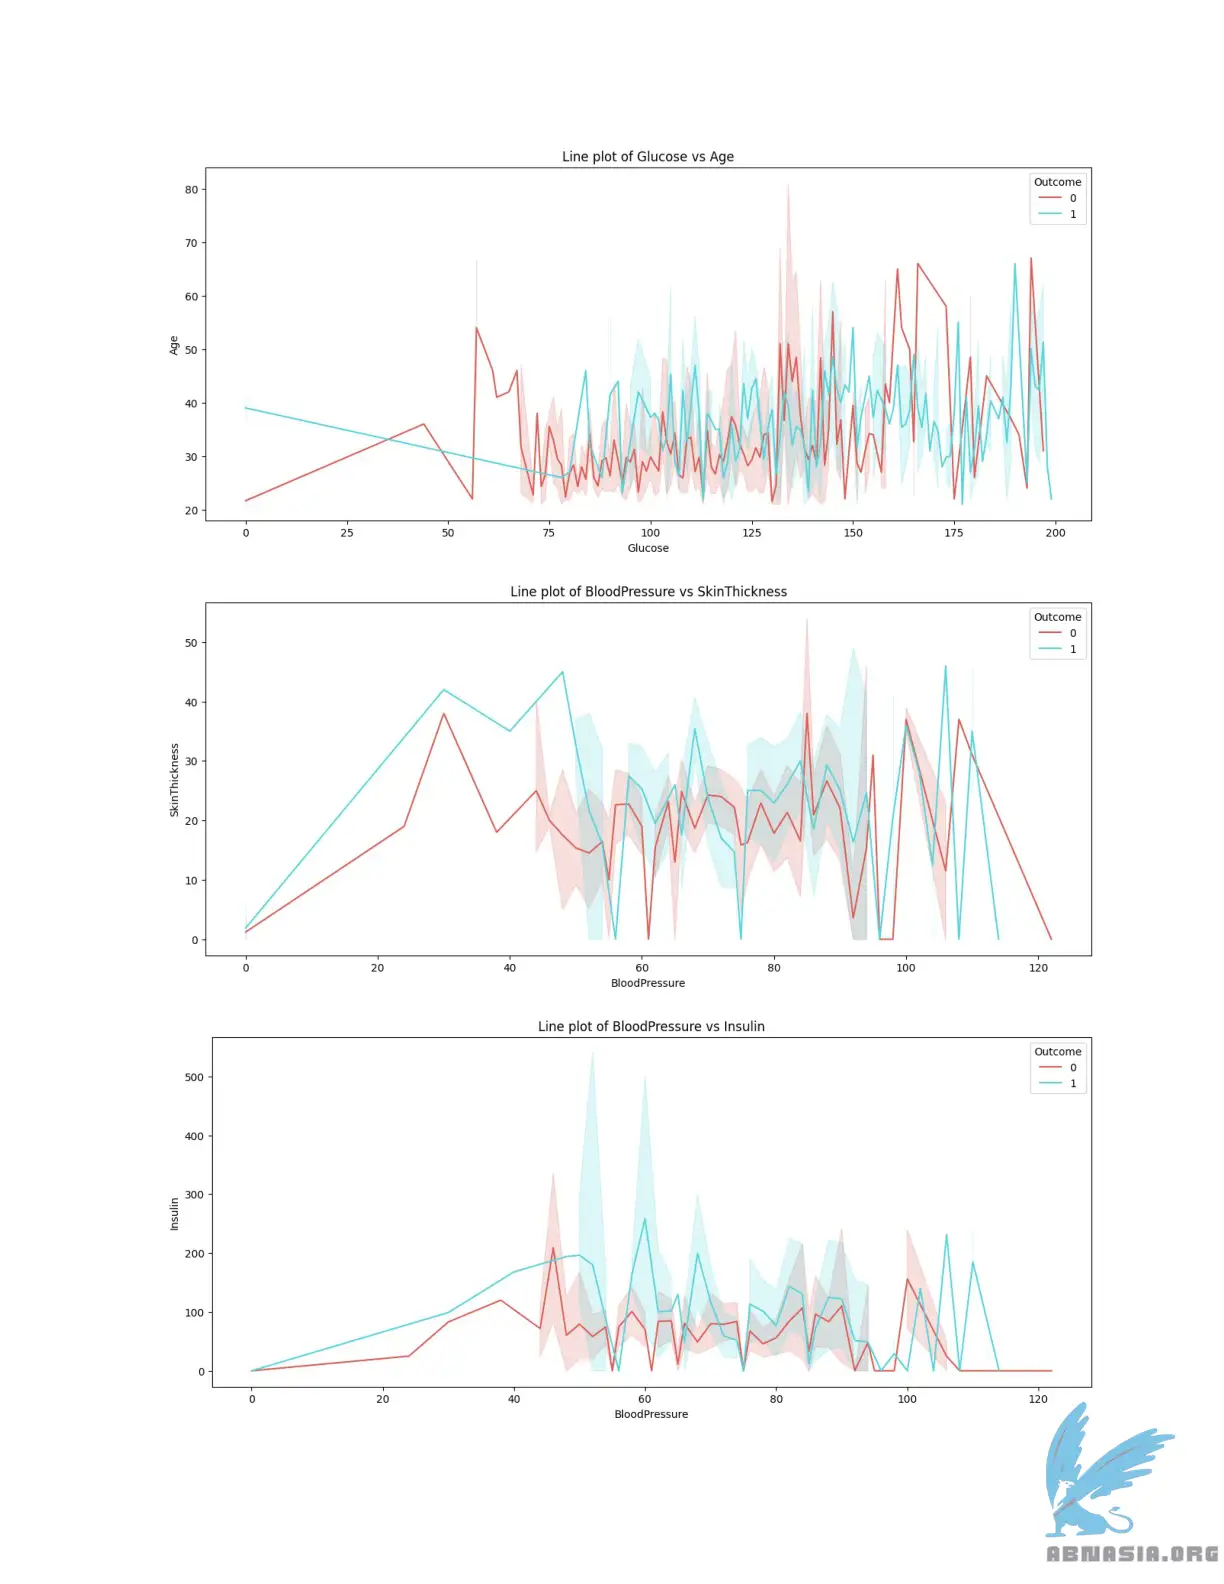 Line plot of Glucose vs Age
Outcome
0
1
80
70
60
50
40
30
20
Age
0 25 50 75 100 125 150 175 200
Glucose
Line plot of BloodPressure vs SkinThickness
Outcome
0
1
50
40
30
20
10
0
SkinThickness
0 20 40 60 80 100 120
BloodPressure
Line plot of BloodPressure vs Insulin
Outcome
0
1
500
400
300
200
100
0
Insulin
0 20 40 60 80 100 120
BloodPressure
ABNASIA.ORG